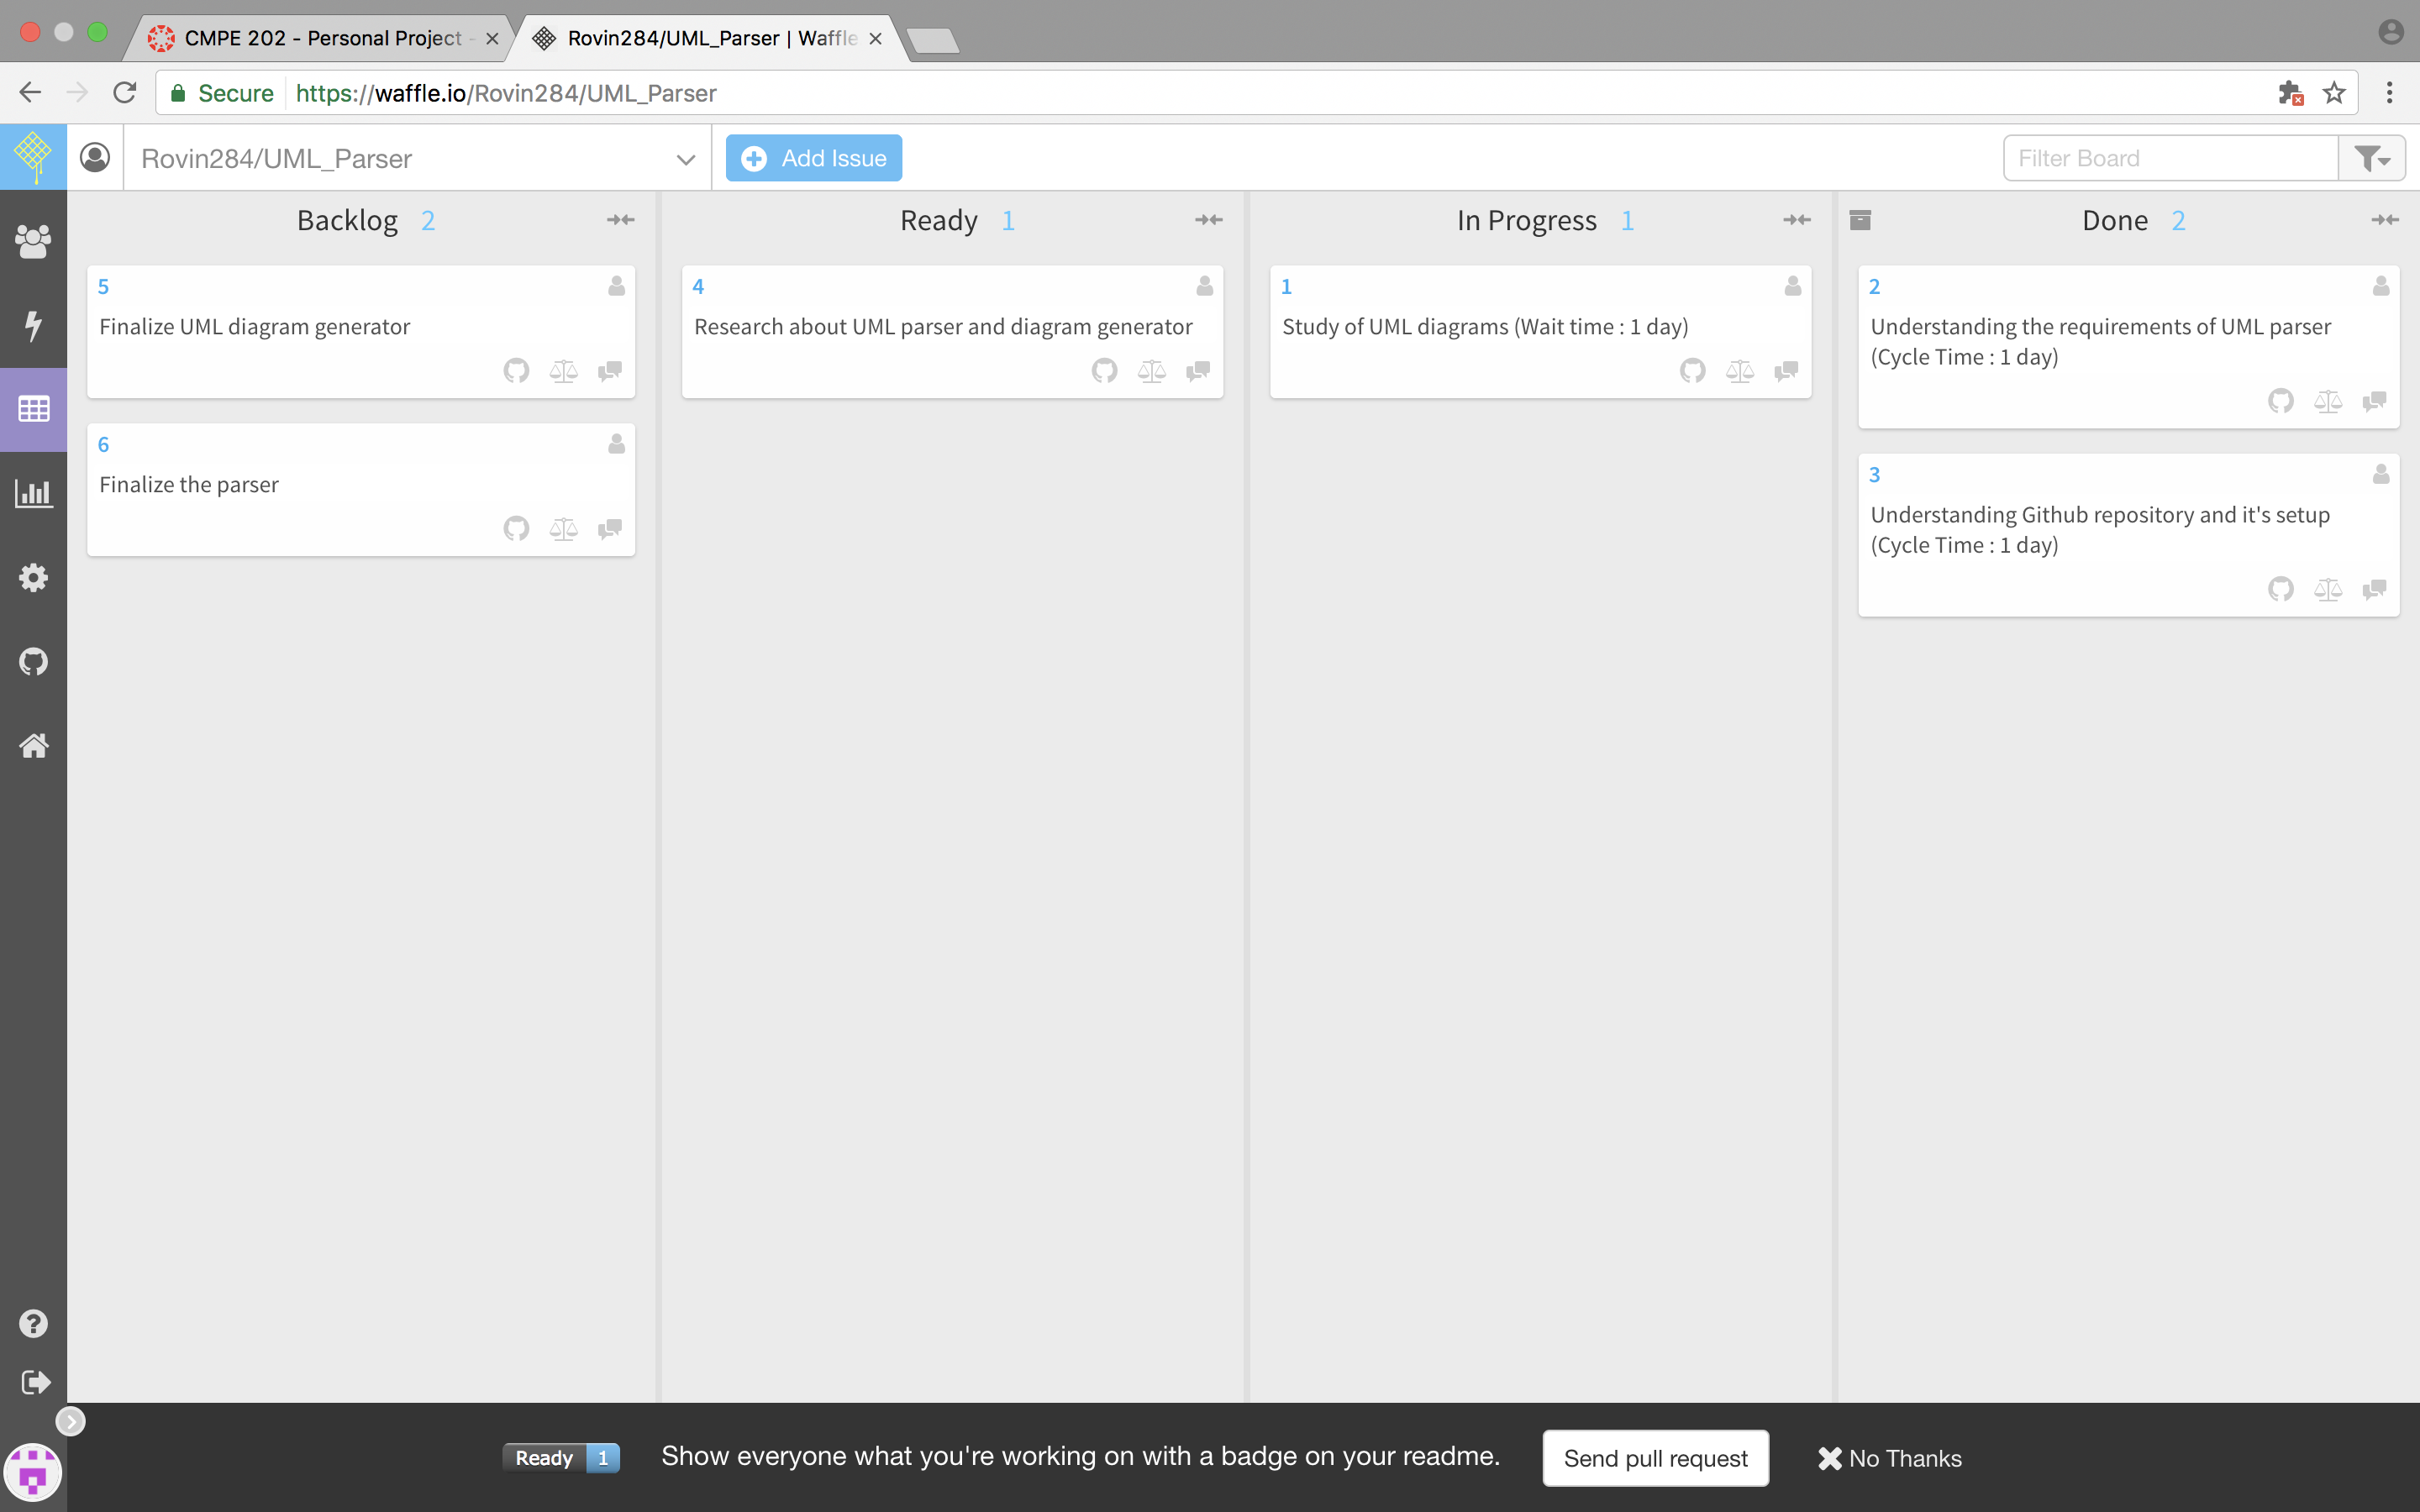 CMPE 202 - Personal Project -
Rovin284/UML_Parser | Waffle
Secure
https://waffle.io/Rovin284/UML_Parser
Rovin284/UML_Parser
Add Issue
Filter Board
Backlog 2
5
Finalize UML diagram generator
6
Finalize the parser
Ready 1
4
Research about UML parser and diagram generator
In Progress 1
1
Study of UML diagrams (Wait time : 1 day)
Done 2
2
Understanding the requirements of UML parser
(Cycle Time : 1 day)
3
Understanding Github repository and it's setup
(Cycle Time : 1 day)
Ready 1
Show everyone what you're working on with a badge on your readme.
Send pull request
No Thanks